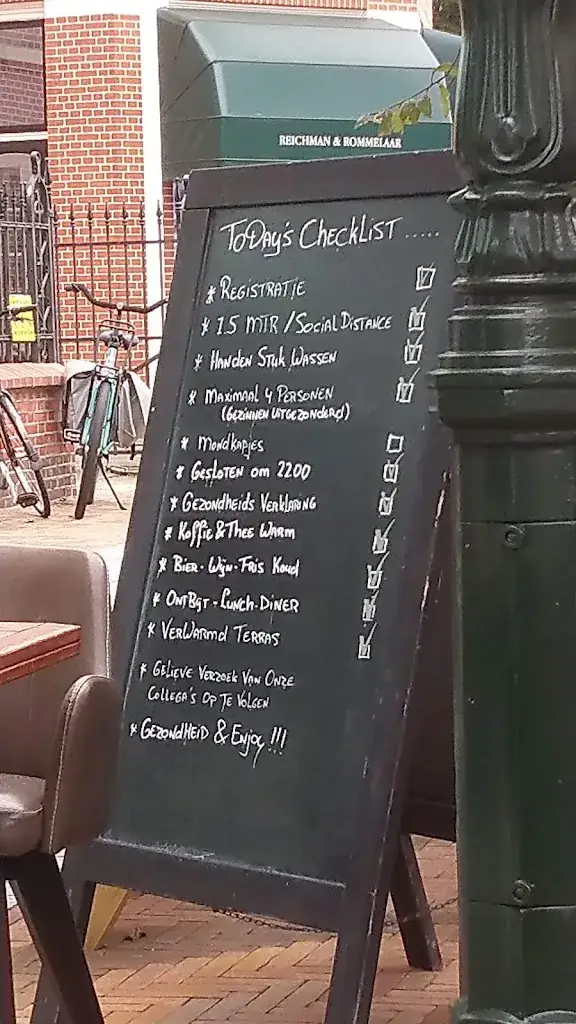 REICHMAN & ROMMELAAR
ToDay's CheckList .....
* REGISTRATIE
* 1.5 MTR / Social DISTANCE
* HANDEN Stuk WASSEN
* MAXIMAAL 4 PERSONEN
(GEZINNEN UITGEZONDERD)
* MONDKAPJES
* GESLOTEN om 2200
* GEZONDHEIDS VERKLARING
* Koffie & Thee WARM
* BIER - Wijn - FRIS Koud
* ONTBIJT - LUNCH - DINER
* VERWARMD TERRAS
* GELIEVE VERZOEK VAN ONZE
COLLEGA'S OP TE VOLGEN
* GEZONDHEID & ENJOY !!!